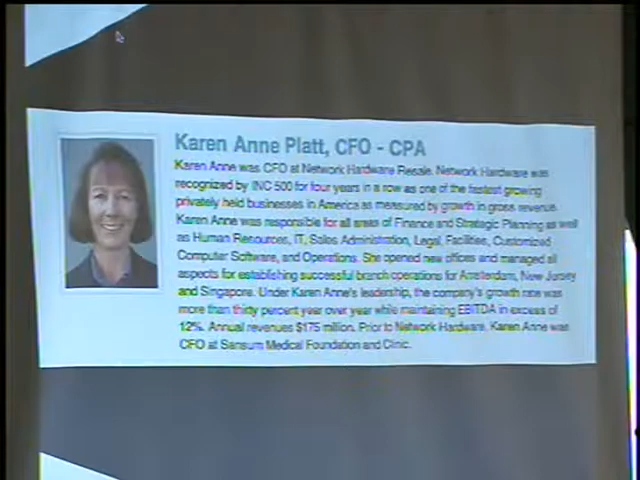 Karen Anne Platt, CFO - CPA
Karen Anne was CFO at Network Hardware Resale. Network Hardware was
recognized by INC 500 for four years in a row as one of the fastest growing
privately held businesses in America as measured by growth in gross revenue.
Karen Anne was responsible for all areas of Finance and Strategic Planning as well
as Human Resources, IT, Sales Administration, Legal, Facilities, Customized
Computer Software, and Operations. She opened new offices and managed all
aspects for establishing successful branch operations for Amsterdam, New Jersey
and Singapore. Under Karen Anne's leadership, the company's growth rate was
more than thirty percent year over year while maintaining EBITDA in excess of
12%. Annual revenues $175 million. Prior to Network Hardware, Karen Anne was
CFO at Sansum Medical Foundation and Clinic.